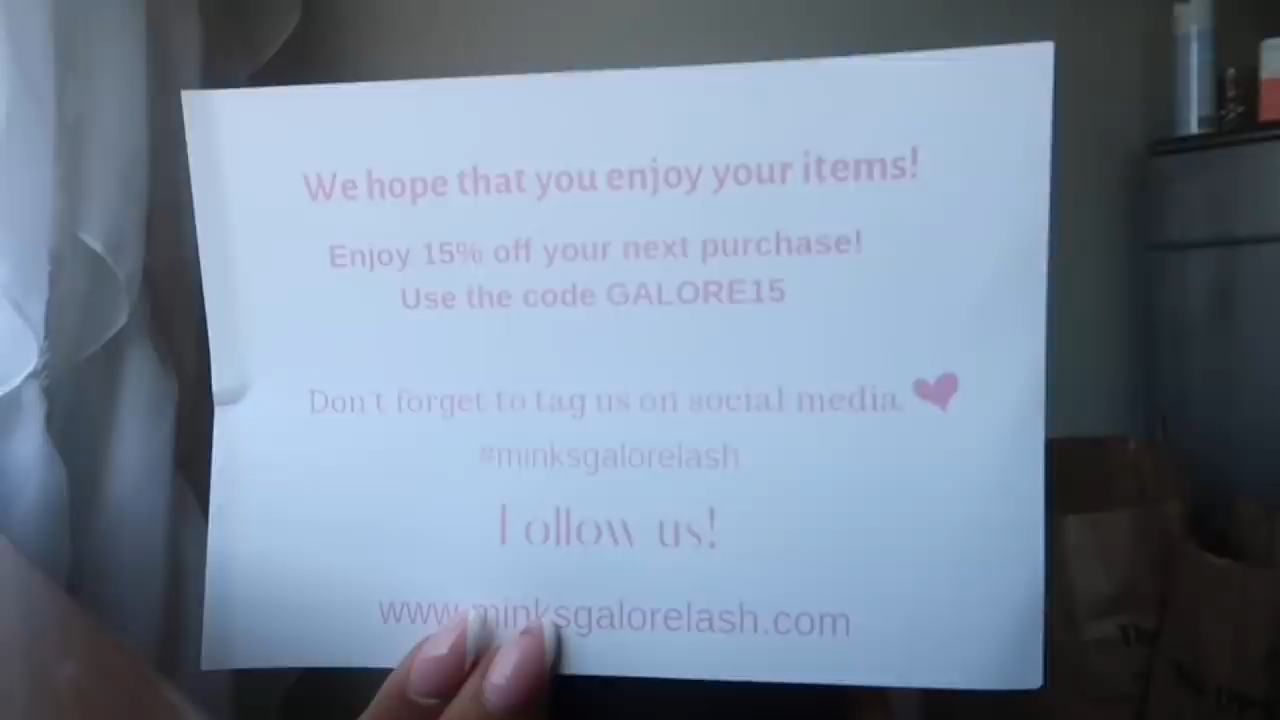 We hope that you enjoy your items!
Enjoy 15% off your next purchase!
Use the code GALORE15
Don't forget to tag us on social media
#minksgalorelash
Follow us!
www.minksgalorelash.com